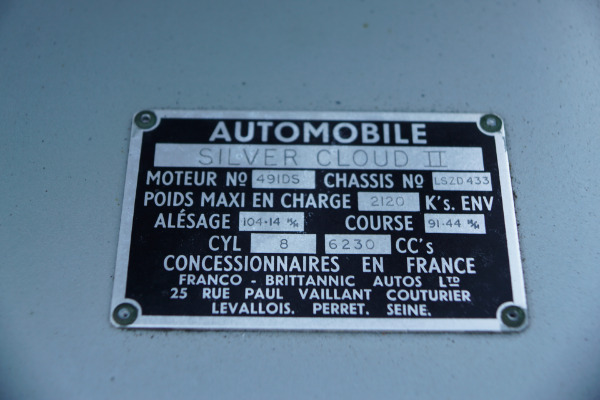 AUTOMOBILE
SILVER CLOUD II
MOTEUR Nº 491DS CHASSIS Nº LSZD433
POIDS MAXI EN CHARGE 2120 K's. ENV
ALÉSAGE 104·14 M/M COURSE 91·44 M/M
CYL 8 6230 CC's
CONCESSIONNAIRES EN FRANCE
FRANCO - BRITTANNIC AUTOS LTD
25 RUE PAUL VAILLANT COUTURIER
LEVALLOIS. PERRET. SEINE.